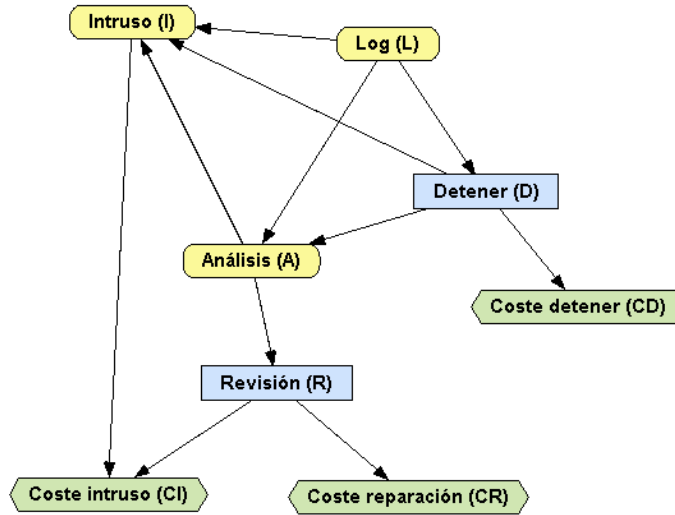 Intruso (I)
Log (L)
Detener (D)
Análisis (A)
Coste detener (CD)
Revisión (R)
Coste intruso (CI)
Coste reparación (CR)